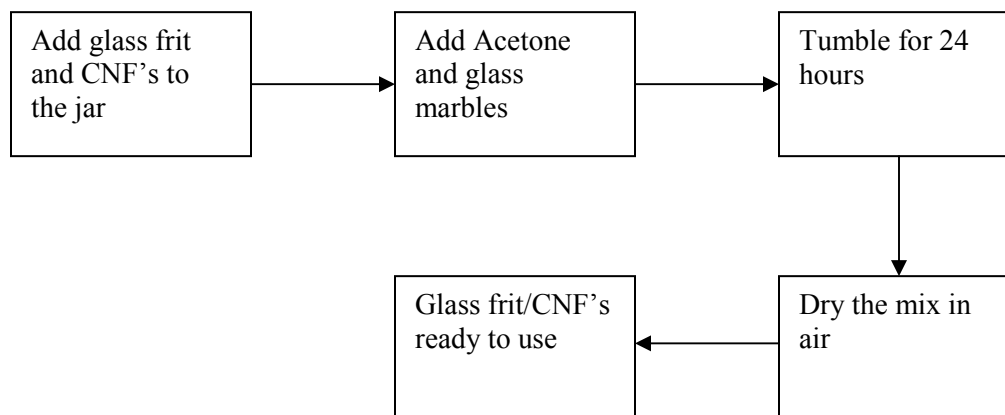 Add glass frit
and CNF’s to
the jar
Add Acetone
and glass
marbles
Tumble for 24
hours
Dry the mix in
air
Glass frit/CNF’s
ready to use